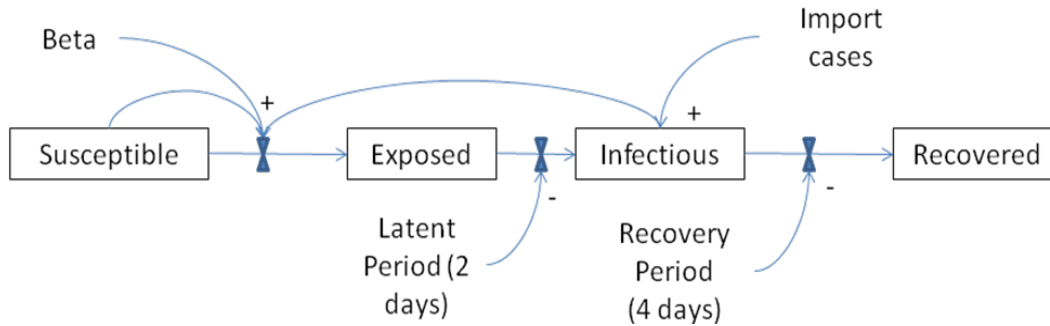 Beta
Import
cases
+
+
Susceptible
Exposed
Infectious
Recovered
-
-
Latent
Period (2
days)
Recovery
Period
(4 days)